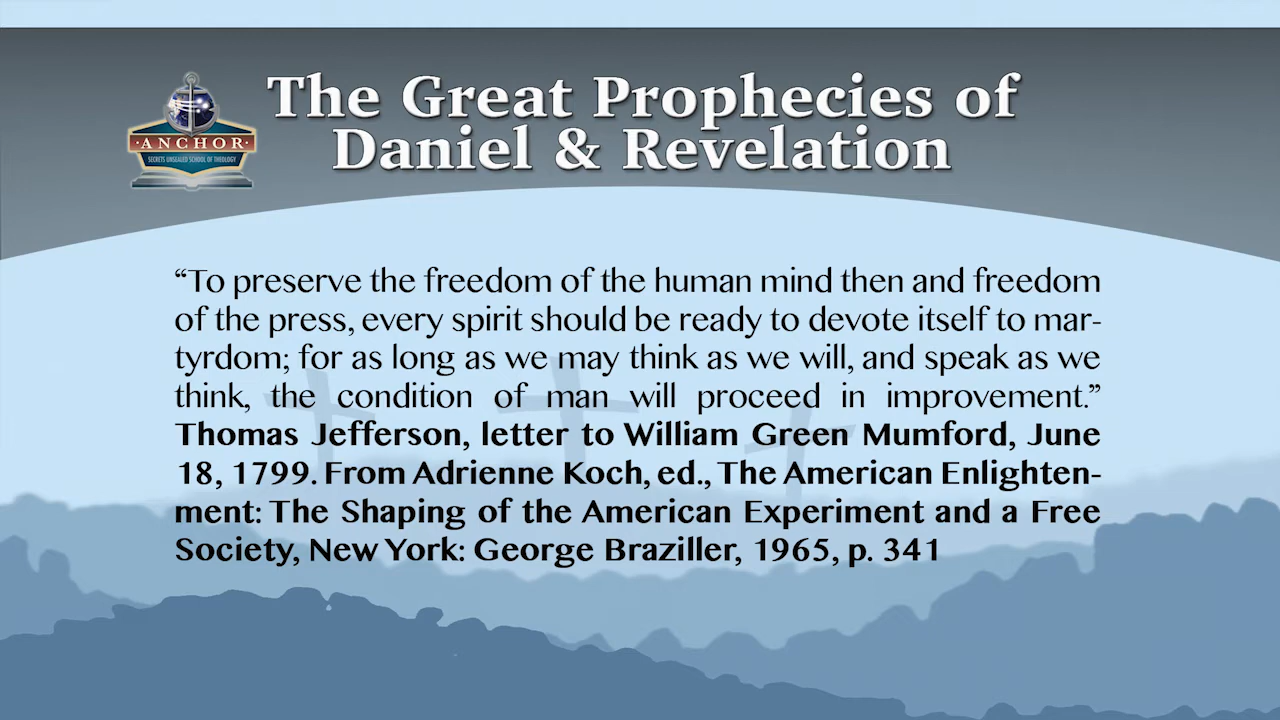 The Great Prophecies of
Daniel & Revelation
·ANCHOR·
SECRETS UNSEALED SCHOOL OF THEOLOGY
“To preserve the freedom of the human mind then and freedom
of the press, every spirit should be ready to devote itself to mar-
tyrdom; for as long as we may think as we will, and speak as we
think, the condition of man will proceed in improvement.”
Thomas Jefferson, letter to William Green Mumford, June
18, 1799. From Adrienne Koch, ed., The American Enlighten-
ment: The Shaping of the American Experiment and a Free
Society, New York: George Braziller, 1965, p. 341